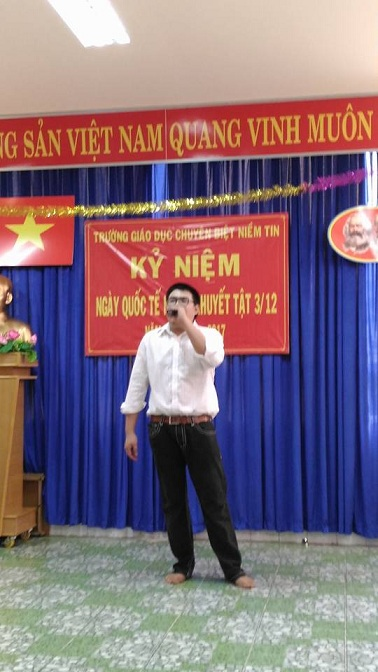 NG SẢN VIỆT NAM QUANG VINH MUÔN
TRƯỜNG GIÁO DỤC CHUYÊN BIỆT NIỀM TIN
KỶ NIỆM
NGÀY QUỐC TẾ KHUYẾT TẬT 3/12
2017